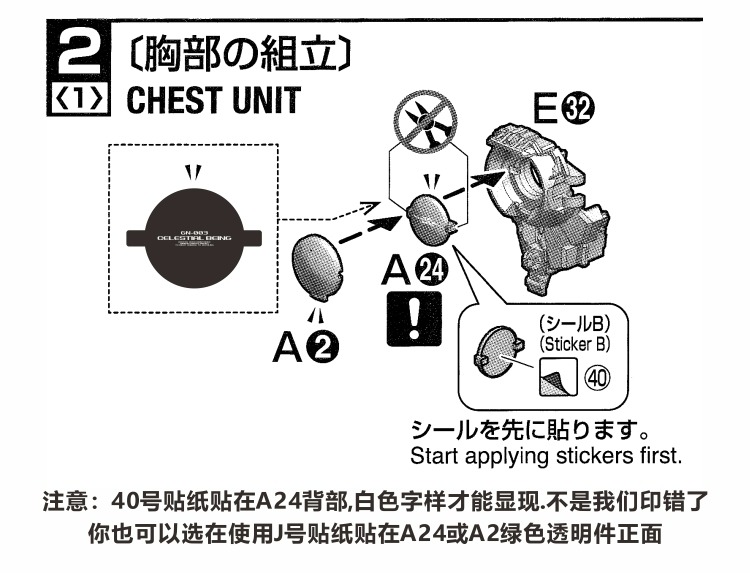 2
〔胸部の組立〕
〈1〉
CHEST UNIT
E32
GN-003
CELESTIAL BEING
A24
!
A2
(シールB)
(Sticker B)
40
シールを先に貼ります。
Start applying stickers first.
注意：40号贴纸贴在A24背部,白色字样才能显现.不是我们印错了
你也可以选在使用J号贴纸贴在A24或A2绿色透明件正面